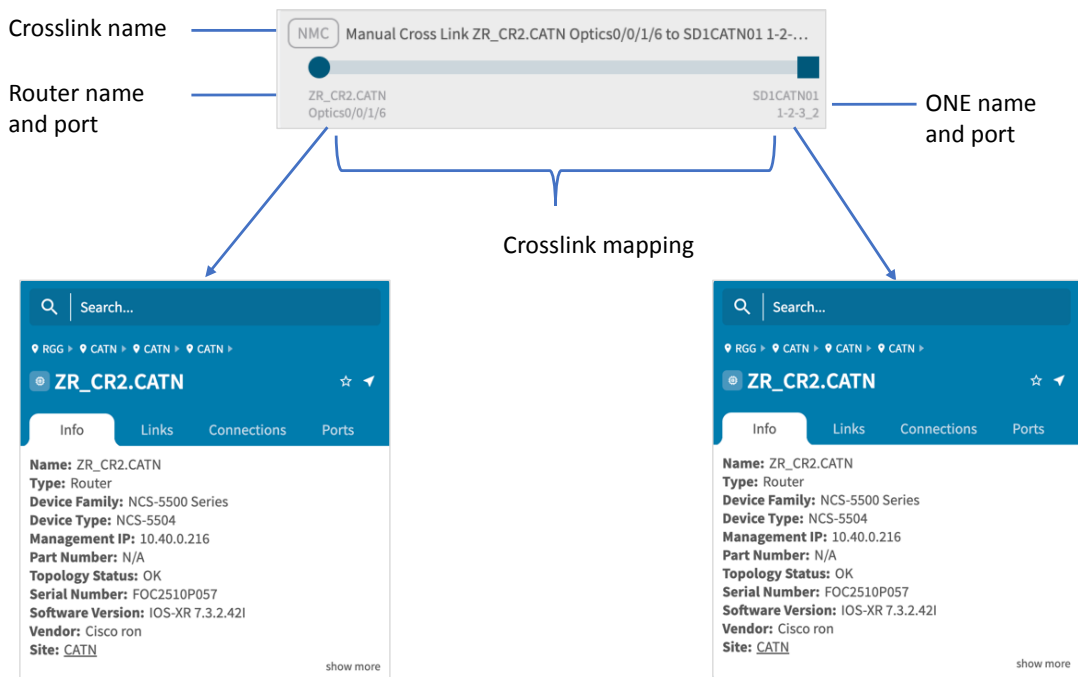 Crosslink name
NMC Manual Cross Link ZR_CR2.CATN Optics0/0/1/6 to SD1CATN01 1-2-...
Router name
and port
ZR_CR2.CATN
Optics0/0/1/6
SD1CATN01
1-2-3_2
ONE name
and port
Crosslink mapping
Search...
RGG CATN CATN CATN
ZR_CR2.CATN
Info Links Connections Ports
Name: ZR_CR2.CATN
Type: Router
Device Family: NCS-5500 Series
Device Type: NCS-5504
Management IP: 10.40.0.216
Part Number: N/A
Topology Status: OK
Serial Number: FOC2510P057
Software Version: IOS-XR 7.3.2.42I
Vendor: Cisco ron
Site: CATN
show more
Search...
RGG CATN CATN CATN
ZR_CR2.CATN
Info Links Connections Ports
Name: ZR_CR2.CATN
Type: Router
Device Family: NCS-5500 Series
Device Type: NCS-5504
Management IP: 10.40.0.216
Part Number: N/A
Topology Status: OK
Serial Number: FOC2510P057
Software Version: IOS-XR 7.3.2.42I
Vendor: Cisco ron
Site: CATN
show more